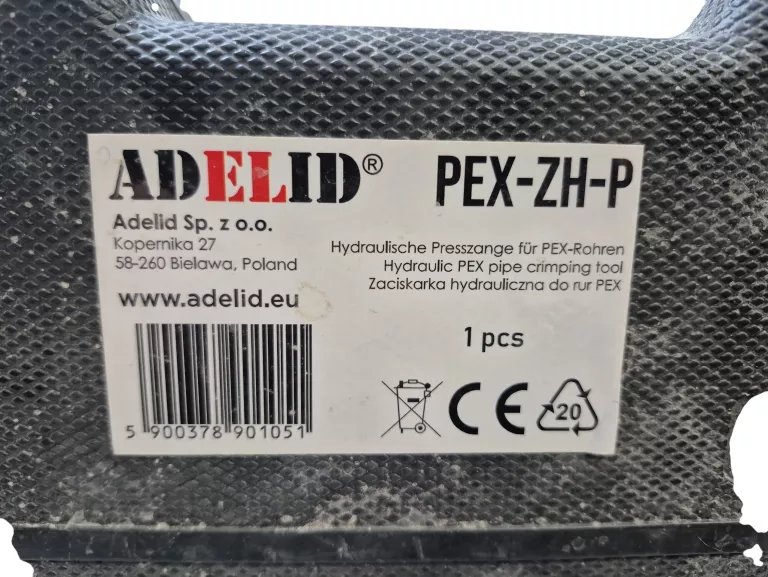 ADELID®
PEX-ZH-P
Adelid Sp. z o.o.
Kopernika 27
58-260 Bielawa, Poland
www.adelid.eu
Hydraulische Presszange für PEX-Rohren
Hydraulic PEX pipe crimping tool
Zaciskarka hydrauliczna do rur PEX
1 pcs
5 900378 901051
CE
20